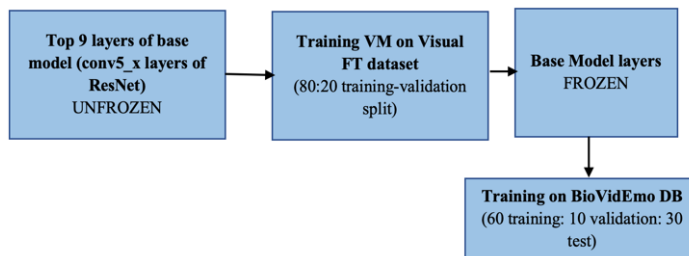 Top 9 layers of base
model (conv5_x layers of
ResNet)
UNFROZEN
Training VM on Visual
FT dataset
(80:20 training-validation
split)
Base Model layers
FROZEN
Training on BioVidEmo DB
(60 training: 10 validation: 30
test)